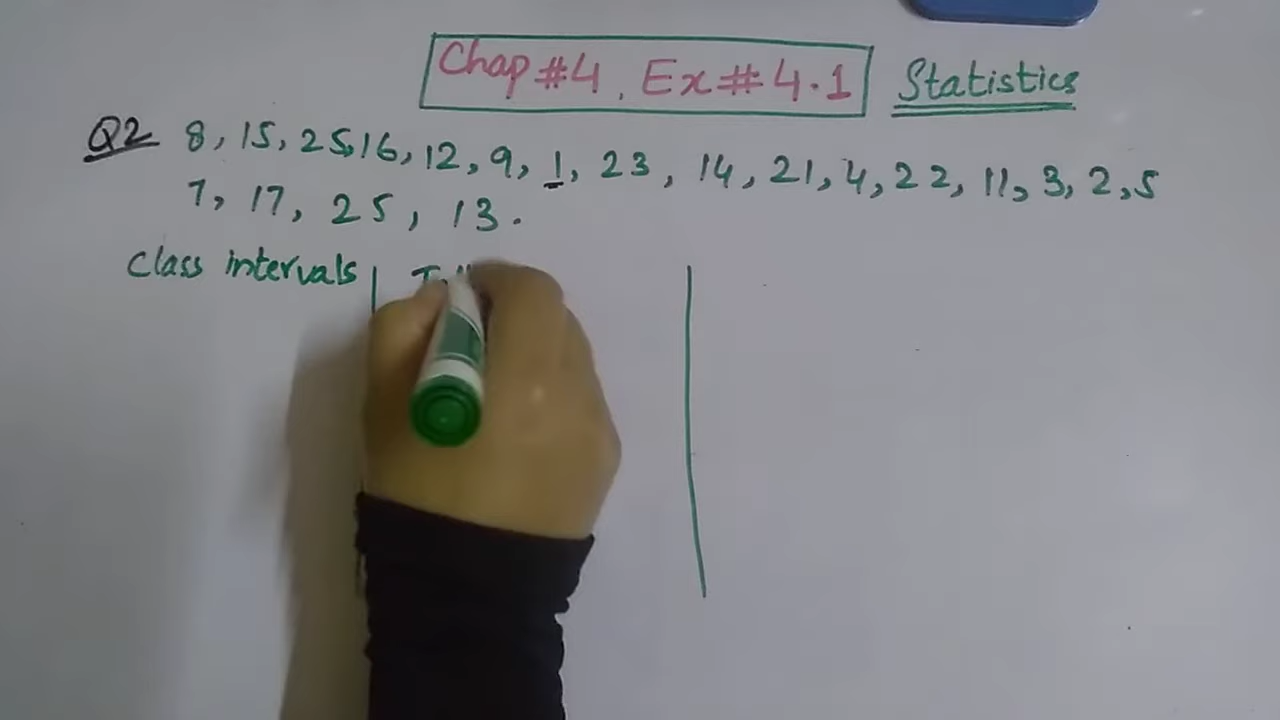 Chap #4, Ex # 4.1 Statistics
Q2 8, 15, 25, 16, 12, 9, 1, 23, 14, 21, 4, 22, 11, 3, 2, 5
7, 17, 25, 13.
Class intervals